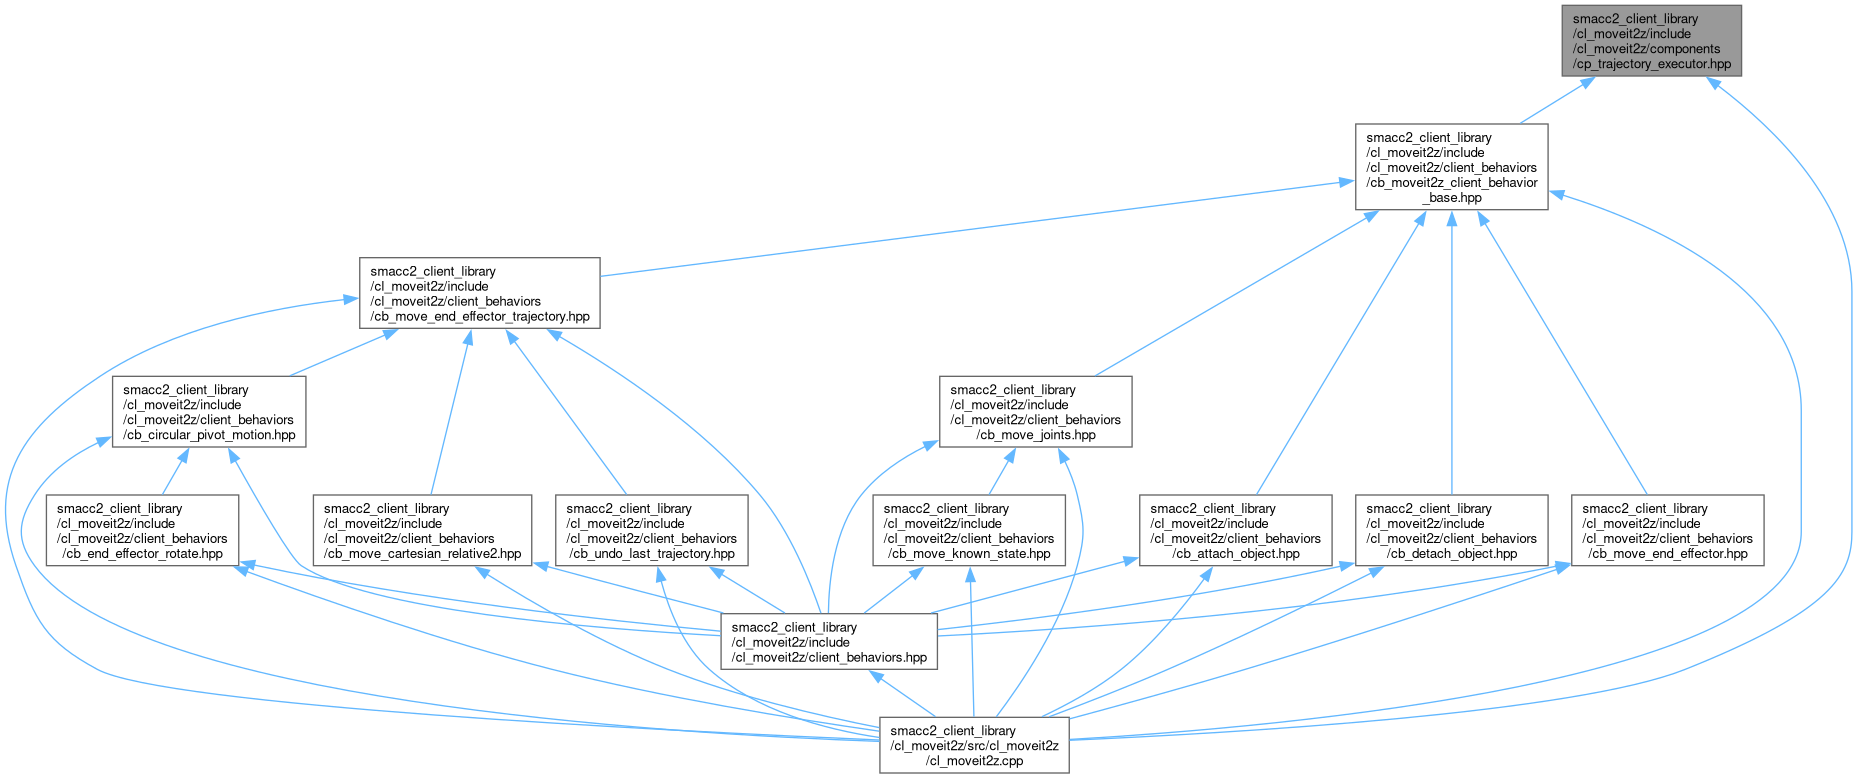 smacc2_client_library
/cl_moveit2z/include
/cl_moveit2z/components
/cp_trajectory_executor.hpp
smacc2_client_library
/cl_moveit2z/include
/cl_moveit2z/client_behaviors
/cb_moveit2z_client_behavior
_base.hpp
smacc2_client_library
/cl_moveit2z/include
/cl_moveit2z/client_behaviors
/cb_move_end_effector_trajectory.hpp
smacc2_client_library
/cl_moveit2z/include
/cl_moveit2z/client_behaviors
/cb_circular_pivot_motion.hpp
smacc2_client_library
/cl_moveit2z/include
/cl_moveit2z/client_behaviors
/cb_move_joints.hpp
smacc2_client_library
/cl_moveit2z/include
/cl_moveit2z/client_behaviors
/cb_end_effector_rotate.hpp
smacc2_client_library
/cl_moveit2z/include
/cl_moveit2z/client_behaviors
/cb_move_cartesian_relative2.hpp
smacc2_client_library
/cl_moveit2z/include
/cl_moveit2z/client_behaviors
/cb_undo_last_trajectory.hpp
smacc2_client_library
/cl_moveit2z/include
/cl_moveit2z/client_behaviors
/cb_move_known_state.hpp
smacc2_client_library
/cl_moveit2z/include
/cl_moveit2z/client_behaviors
/cb_attach_object.hpp
smacc2_client_library
/cl_moveit2z/include
/cl_moveit2z/client_behaviors
/cb_detach_object.hpp
smacc2_client_library
/cl_moveit2z/include
/cl_moveit2z/client_behaviors
/cb_move_end_effector.hpp
smacc2_client_library
/cl_moveit2z/include
/cl_moveit2z/client_behaviors.hpp
smacc2_client_library
/cl_moveit2z/src/cl_moveit2z
/cl_moveit2z.cpp